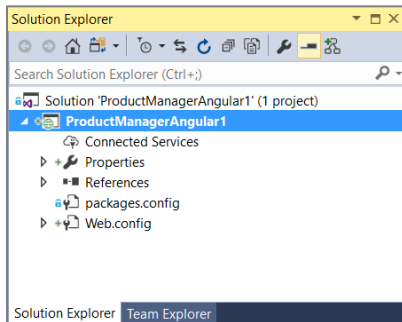 Solution Explorer
Search Solution Explorer (Ctrl+;)
Solution 'ProductManagerAngular1' (1 project)
ProductManagerAngular1
Connected Services
Properties
References
packages.config
Web.config
Solution Explorer Team Explorer